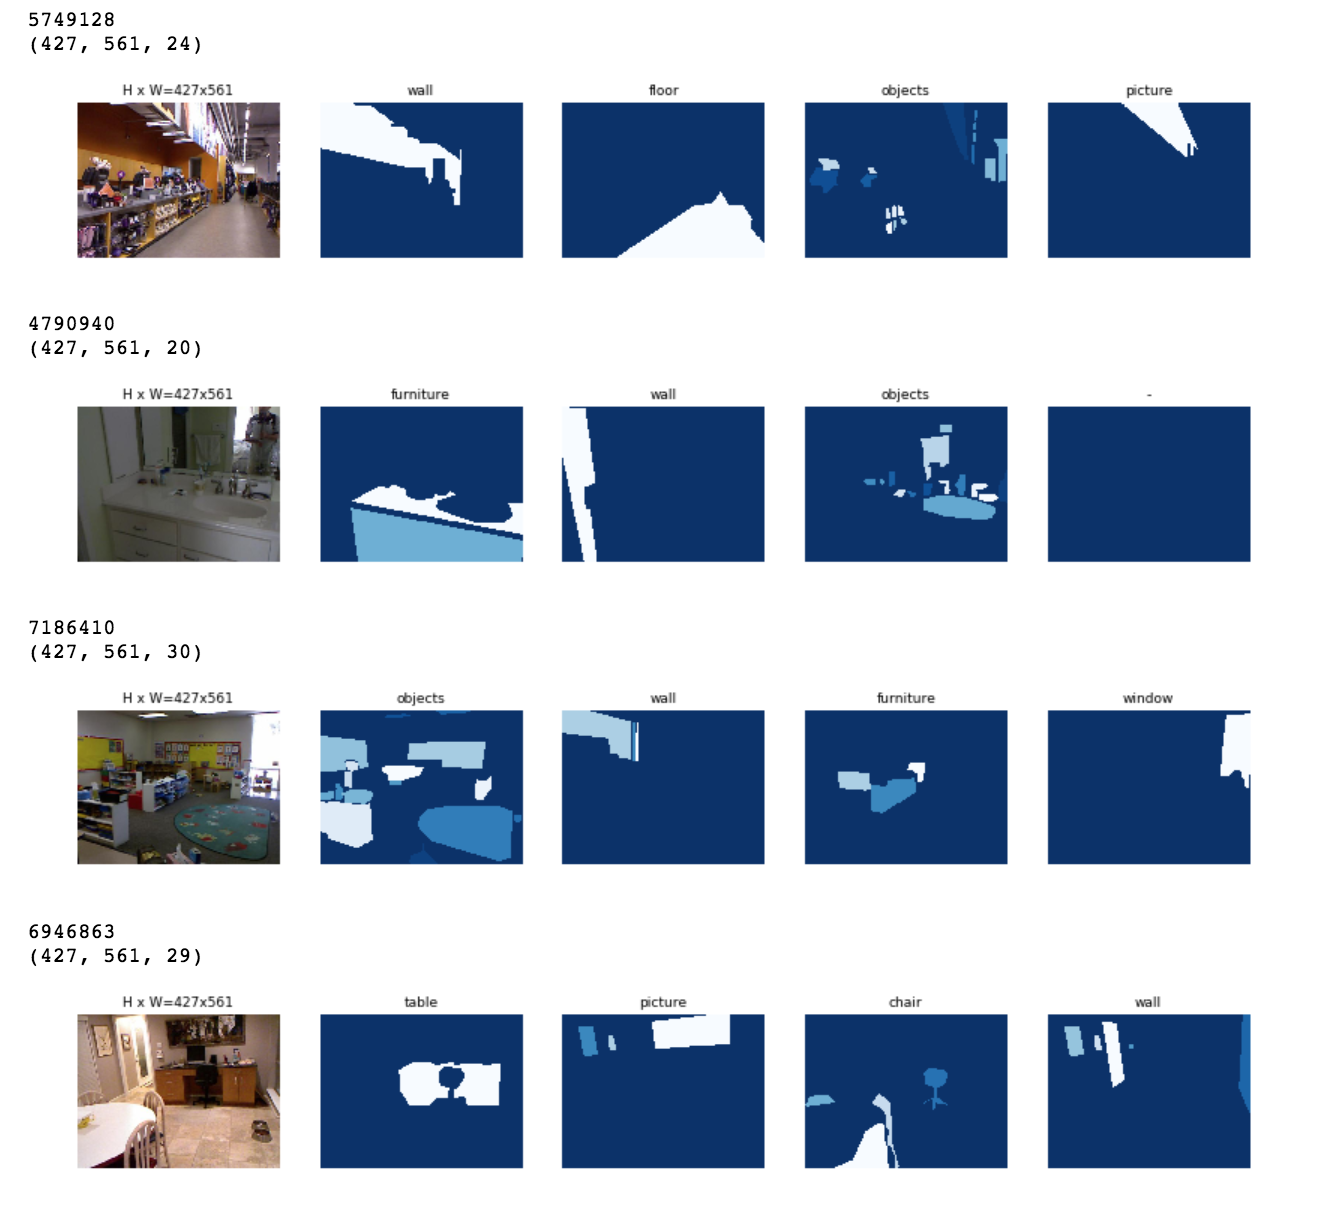 5749128
(427, 561, 24)
H x W=427x561 wall floor objects picture
4790940
(427, 561, 20)
H x W=427x561 furniture wall objects -
7186410
(427, 561, 30)
H x W=427x561 objects wall furniture window
6946863
(427, 561, 29)
H x W=427x561 table picture chair wall